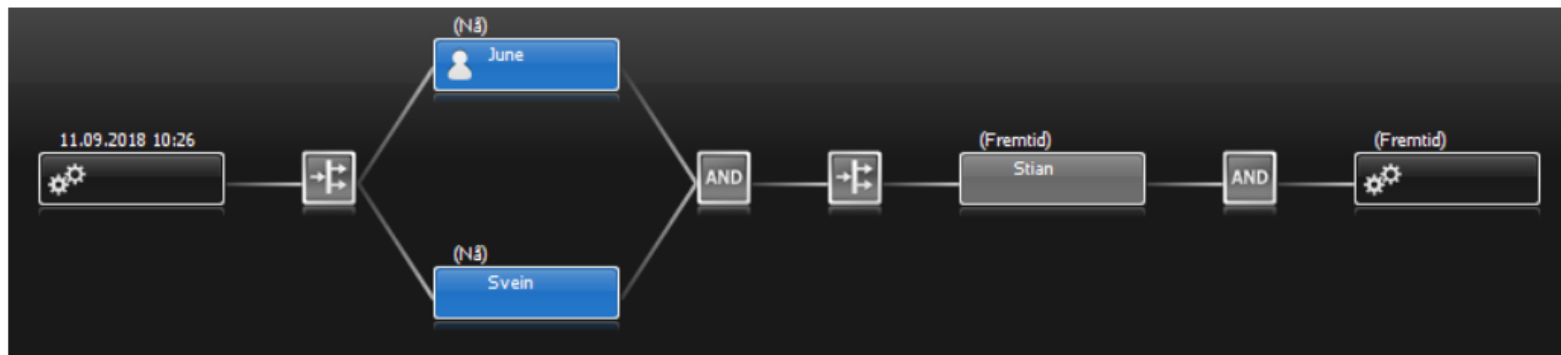 11.09.2018 10:26
(Nå)
June
(Nå)
Svein
AND
(Fremtid)
Stian
AND
(Fremtid)